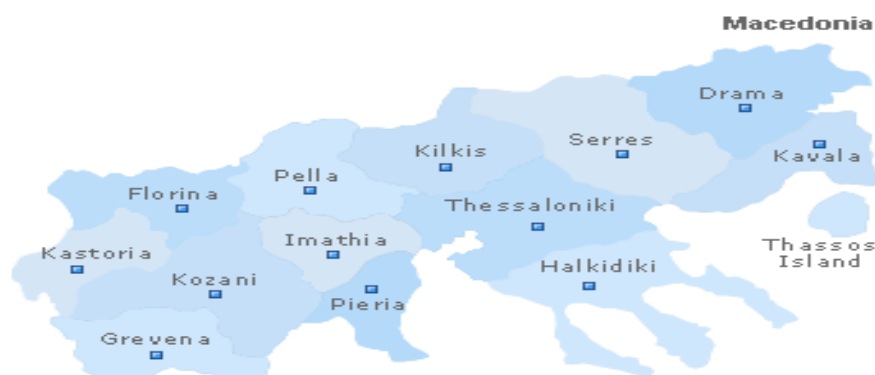 Macedonia
Drama
Serres
Kilkis
Kavala
Pella
Florina
Thessaloniki
Imathia
Thassos
Island
Kastoria
Halkidiki
Kozani
Pieria
Grevena